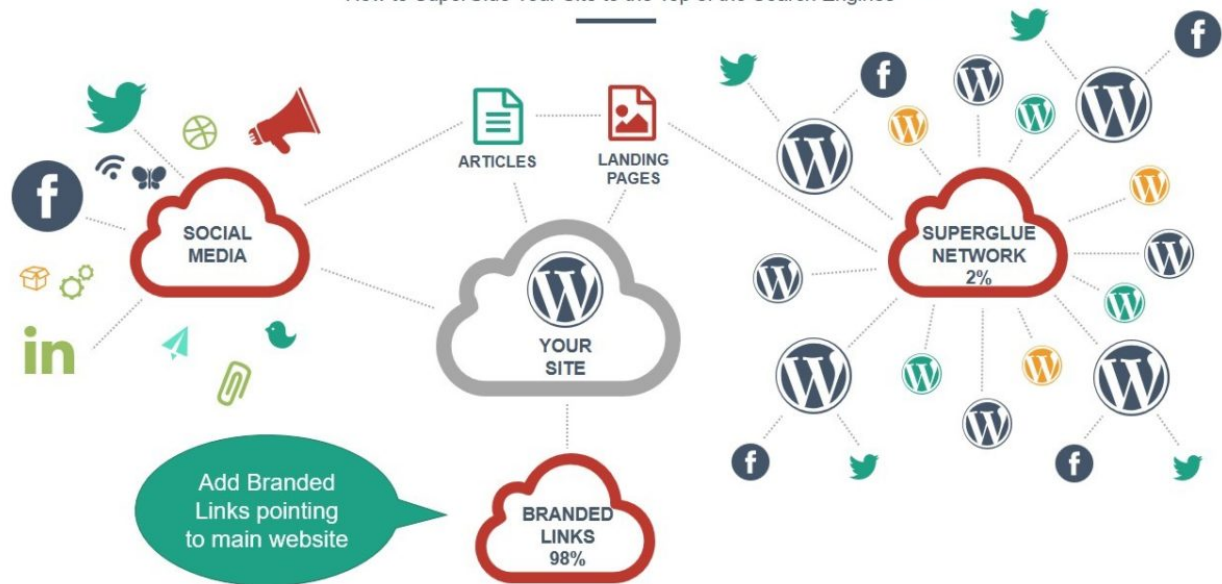 ARTICLES
LANDING
PAGES
SOCIAL
MEDIA
SUPERGLUE
NETWORK
2%
YOUR
SITE
Add Branded
Links pointing
to main website
BRANDED
LINKS
98%